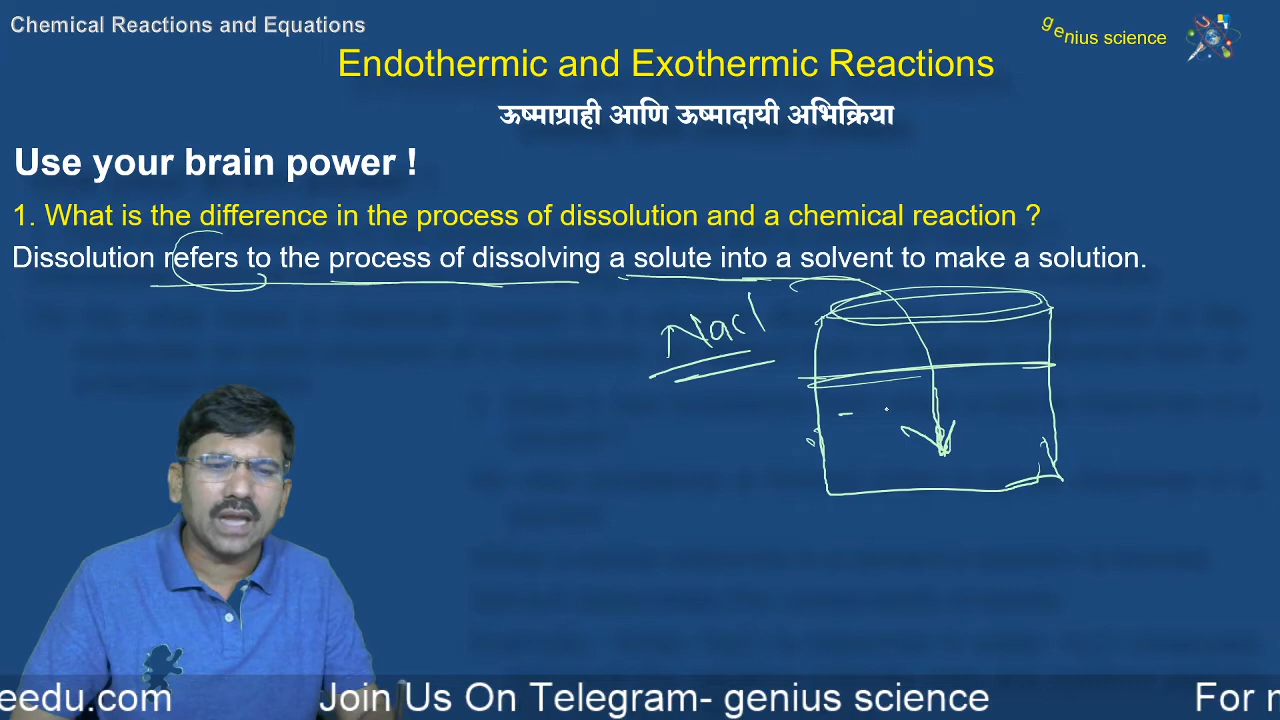 Chemical Reactions and Equations
genius science
Endothermic and Exothermic Reactions
ऊष्माग्राही आणि ऊष्मादायी अभिक्रिया
Use your brain power !
1. What is the difference in the process of dissolution and a chemical reaction ?
Dissolution refers to the process of dissolving a solute into a solvent to make a solution.
Nacl
eedu.com Join Us On Telegram- genius science For